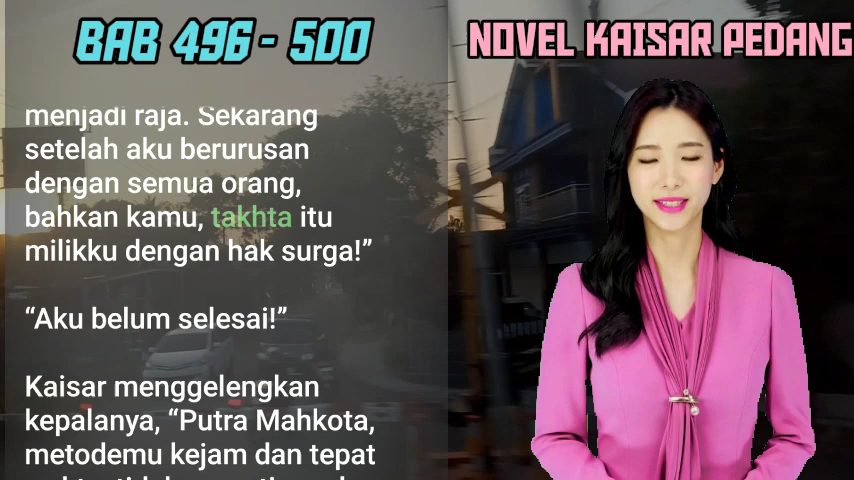 BAB 496 - 500
NOVEL KAISAR PEDANG
menjadi raja. Sekarang
setelah aku berurusan
dengan semua orang,
bahkan kamu, takhta itu
milikku dengan hak surga!”
“Aku belum selesai!”
Kaisar menggelengkan
kepalanya, “Putra Mahkota,
metodemu kejam dan tepat